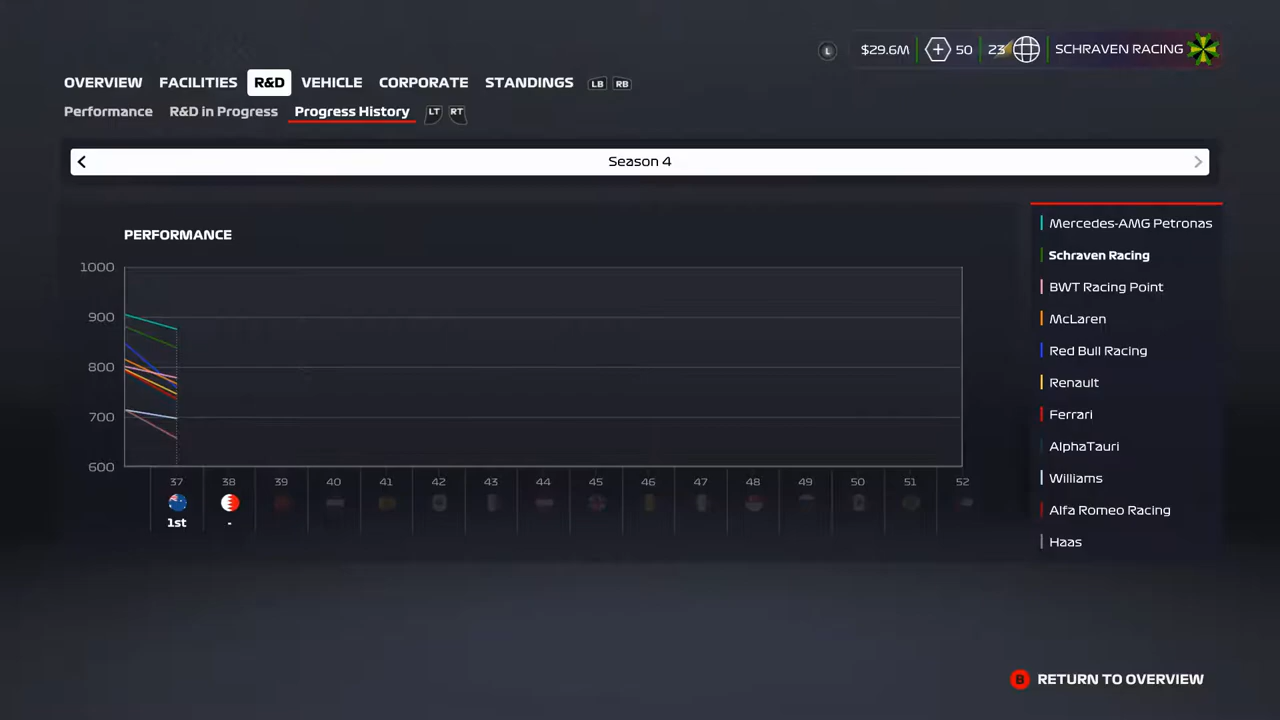 L $29.6M 50 23 SCHRAVEN RACING
OVERVIEW FACILITIES R&D VEHICLE CORPORATE STANDINGS LB RB
Performance R&D in Progress Progress History LT RT
Season 4
PERFORMANCE
1000
900
800
700
600
37 38 39 40 41 42 43 44 45 46 47 48 49 50 51 52
1st -
Mercedes-AMG Petronas
Schraven Racing
BWT Racing Point
McLaren
Red Bull Racing
Renault
Ferrari
AlphaTauri
Williams
Alfa Romeo Racing
Haas
B RETURN TO OVERVIEW